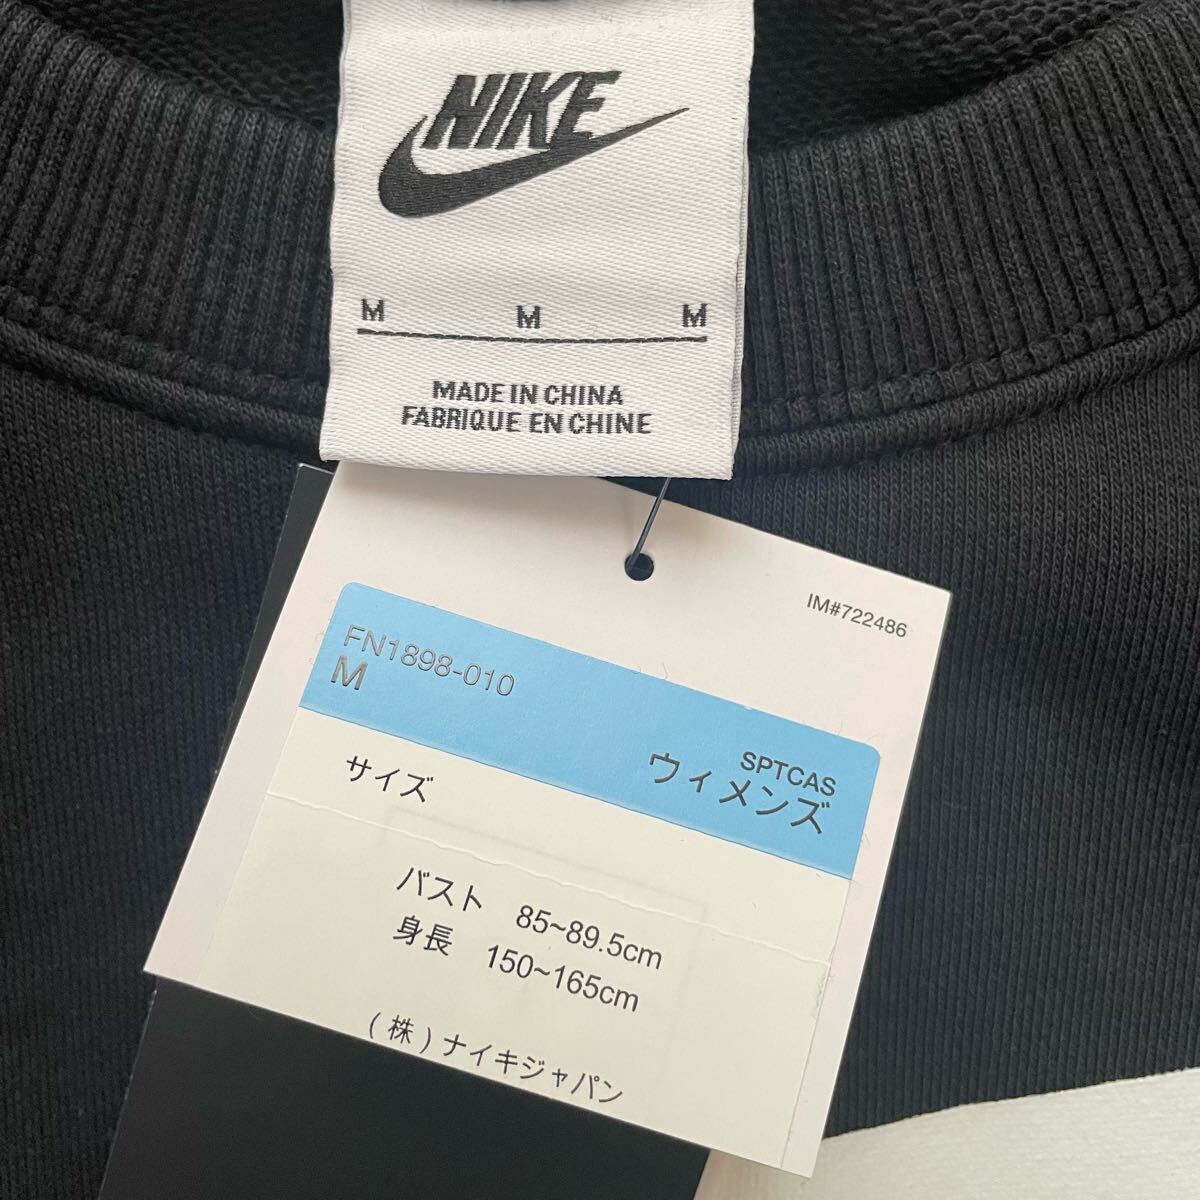 NIKE
M M M
MADE IN CHINA
FABRIQUE EN CHINE
IM#722486
FN1898-010
M
SPTCAS
ウィメンズ
サイズ
バスト 85~89.5cm
身長 150~165cm
(株)ナイキジャパン